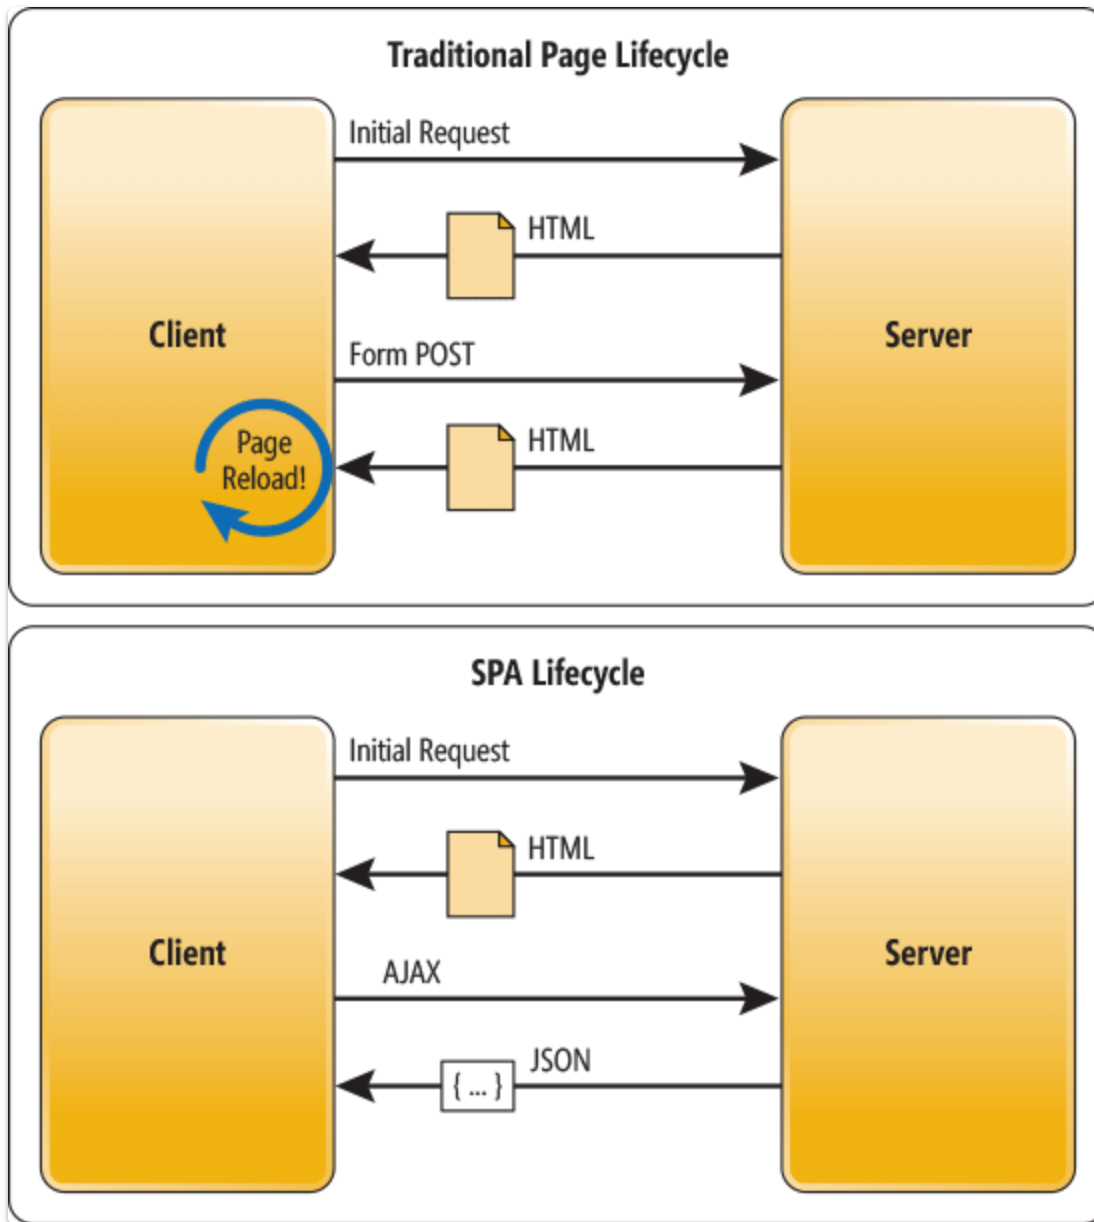 Traditional Page Lifecycle
Initial Request
HTML
Client
Server
Form POST
HTML
Page
Reload!
SPA Lifecycle
Initial Request
HTML
Client
Server
AJAX
JSON
{ ... }